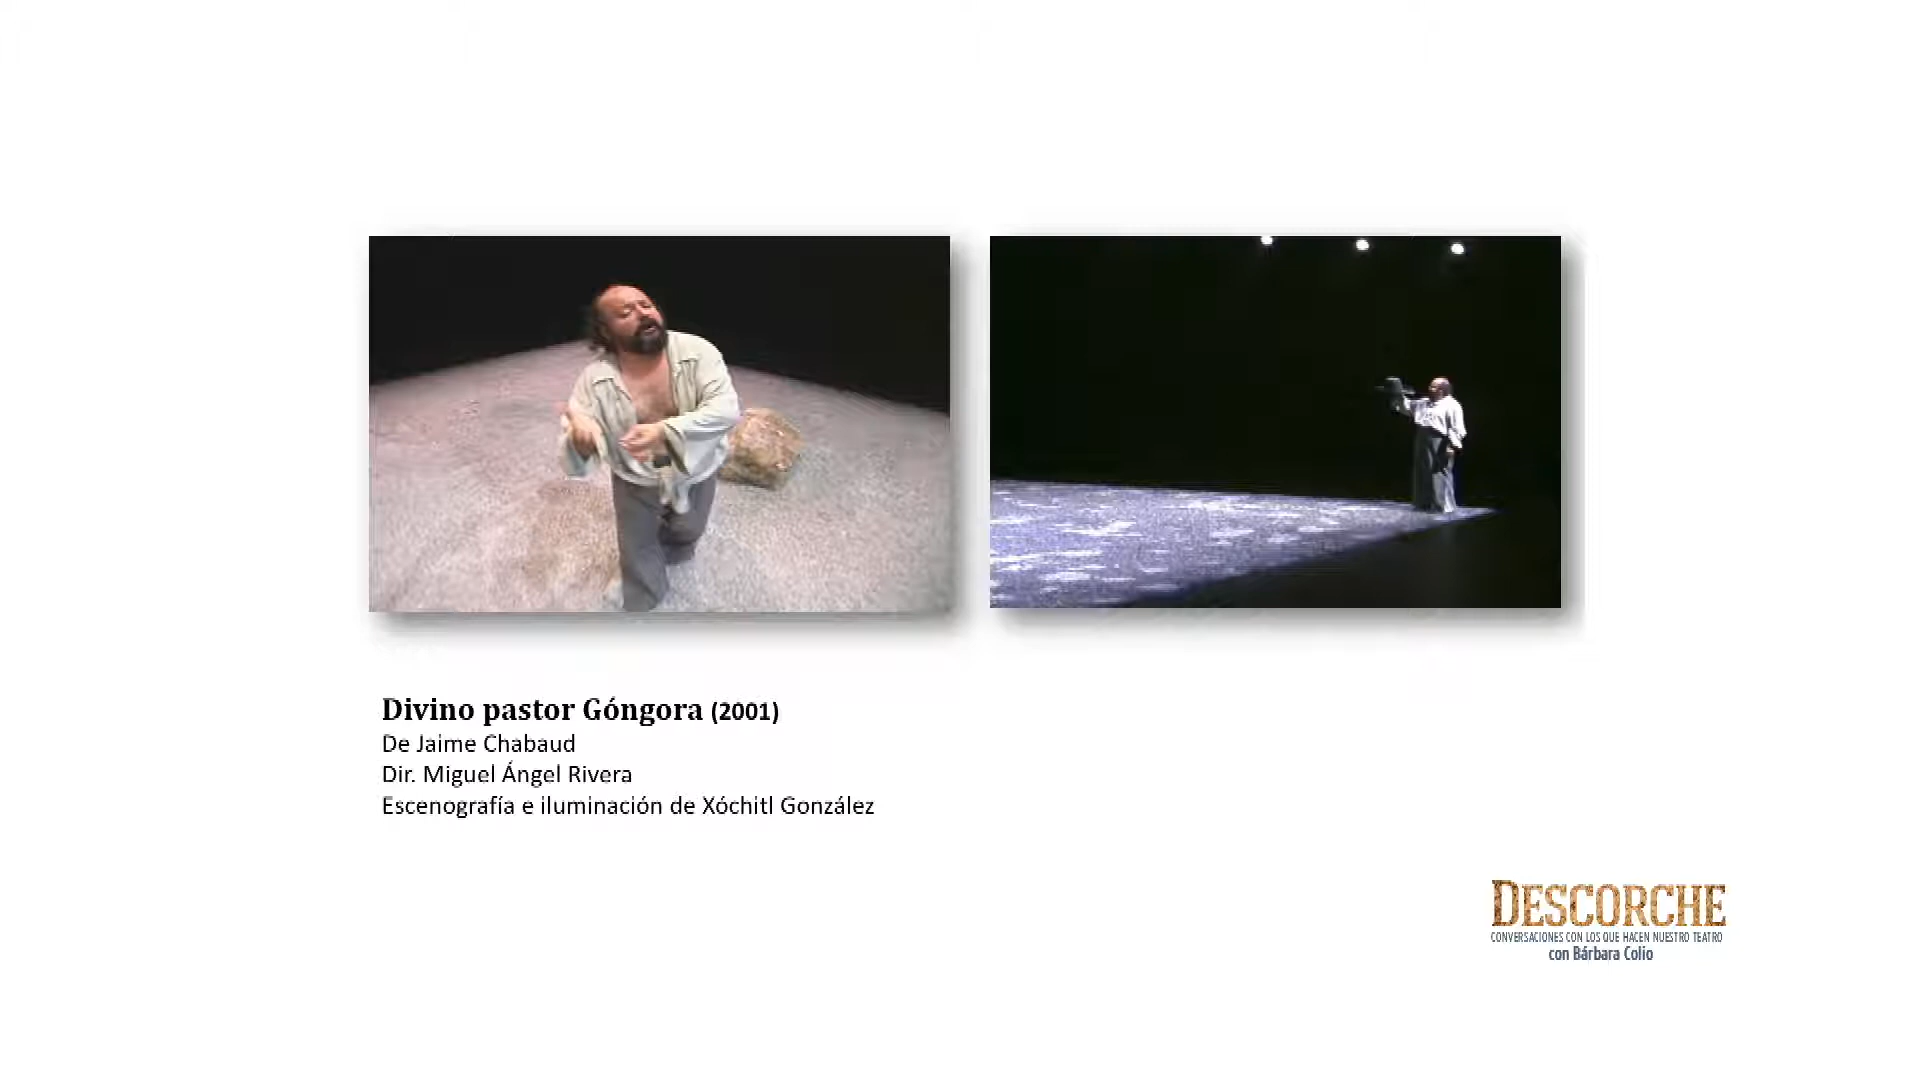 Divino pastor Góngora (2001)
De Jaime Chabaud
Dir. Miguel Ángel Rivera
Escenografía e iluminación de Xóchitl González
DESCORCHE
CONVERSACIONES CON LOS QUE HACEN NUESTRO TEATRO
con Bárbara Colio